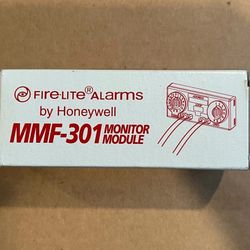 FIRE·LITE® ALARMS
by Honeywell
MMF-301 MONITOR
MODULE